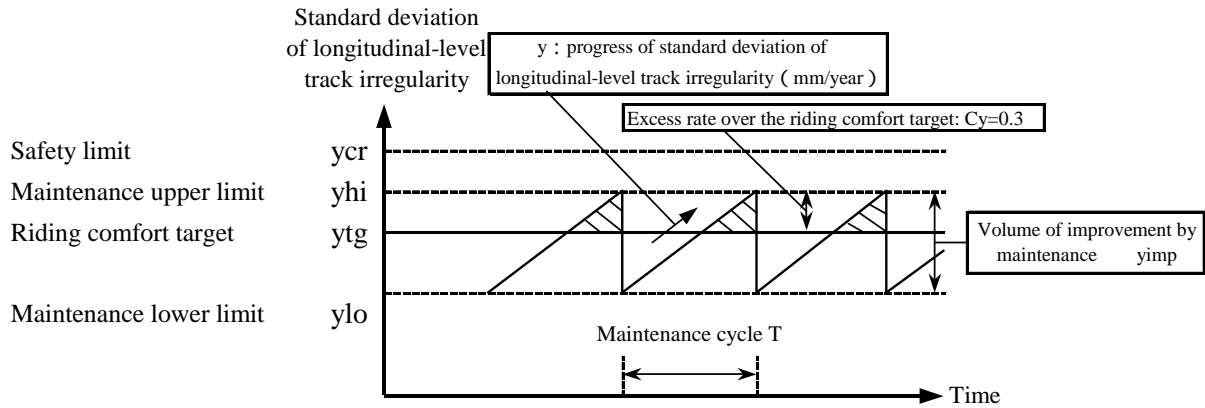 Standard deviation
of longitudinal-level
track irregularity
y : progress of standard deviation of
longitudinal-level track irregularity ( mm/year )
Excess rate over the riding comfort target: Cy=0.3
Safety limit ycr
Maintenance upper limit yhi
Riding comfort target ytg
Volume of improvement by
maintenance yimp
Maintenance lower limit ylo
Maintenance cycle T
Time